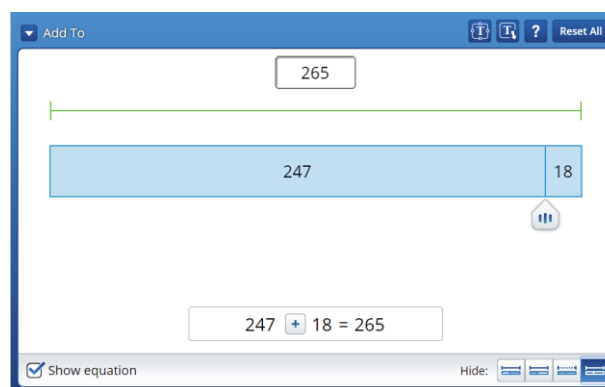 Add To ? Reset All
265
247 18
247 + 18 = 265
Show equation Hide: